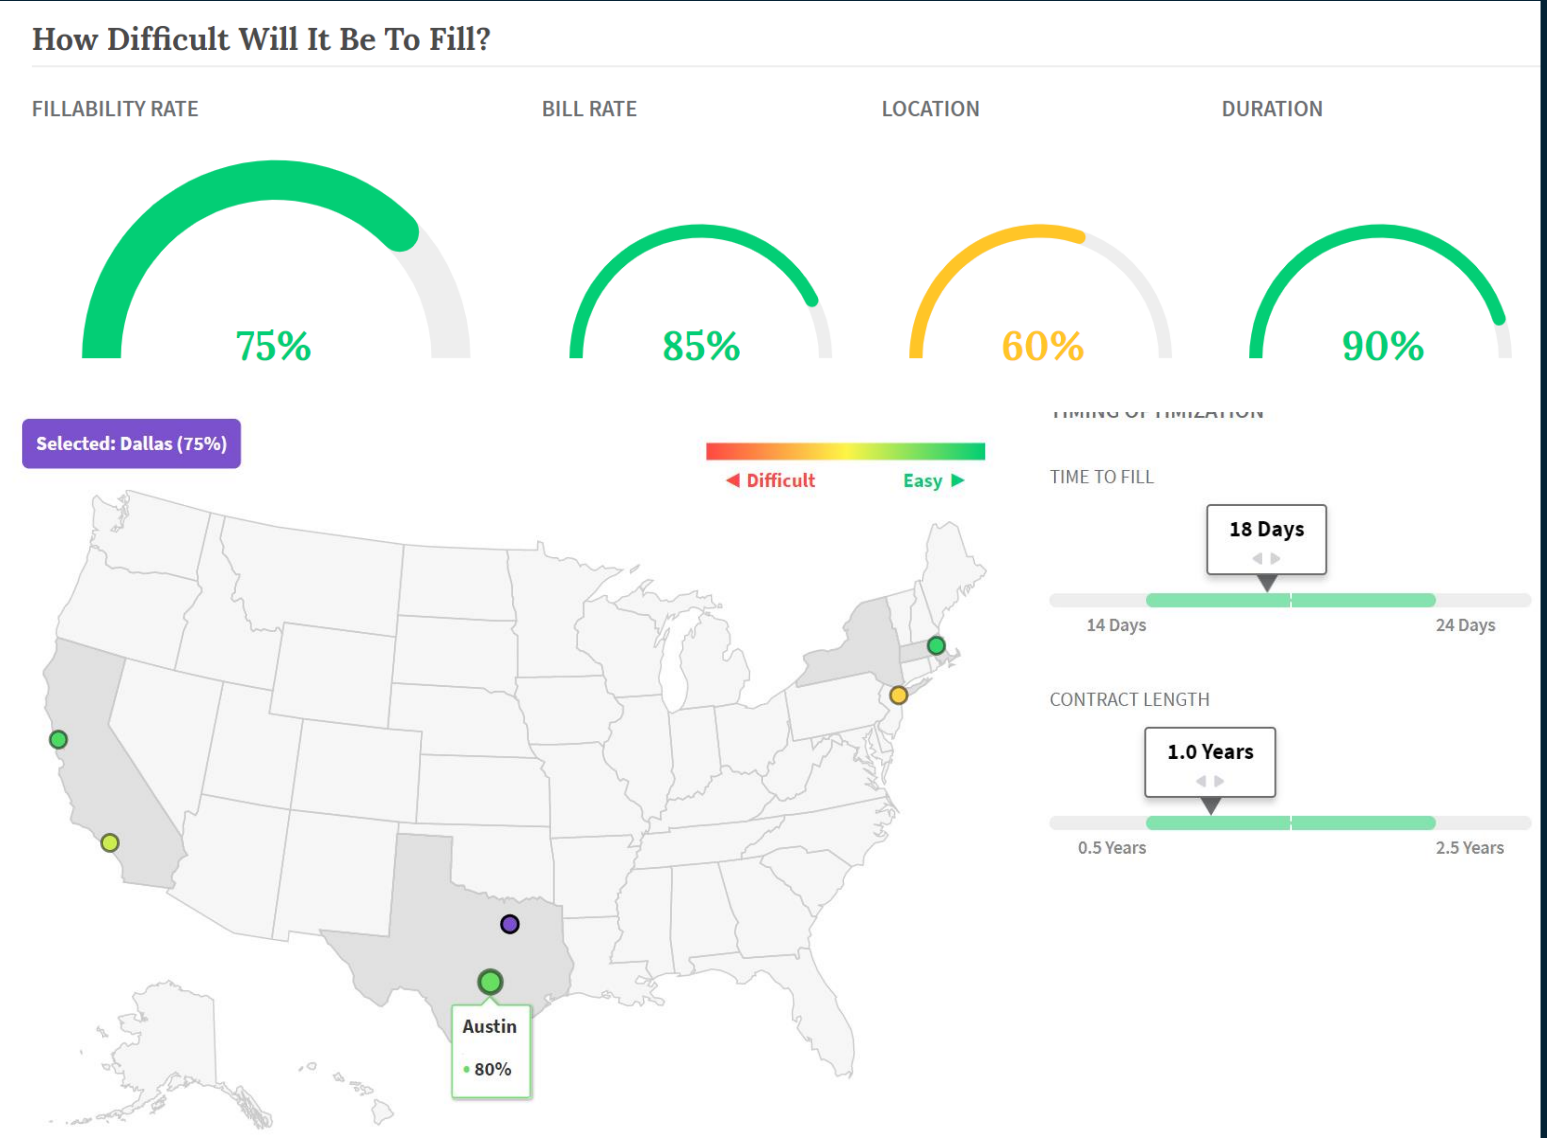 How Difficult Will It Be To Fill?
FILLABILITY RATE
BILL RATE
LOCATION
DURATION
75%
85%
60%
90%
Selected: Dallas (75%)
◀ Difficult
Easy ▶
TIMING OPTIMIZATION
TIME TO FILL
18 Days
14 Days
24 Days
CONTRACT LENGTH
1.0 Years
0.5 Years
2.5 Years
Austin
• 80%